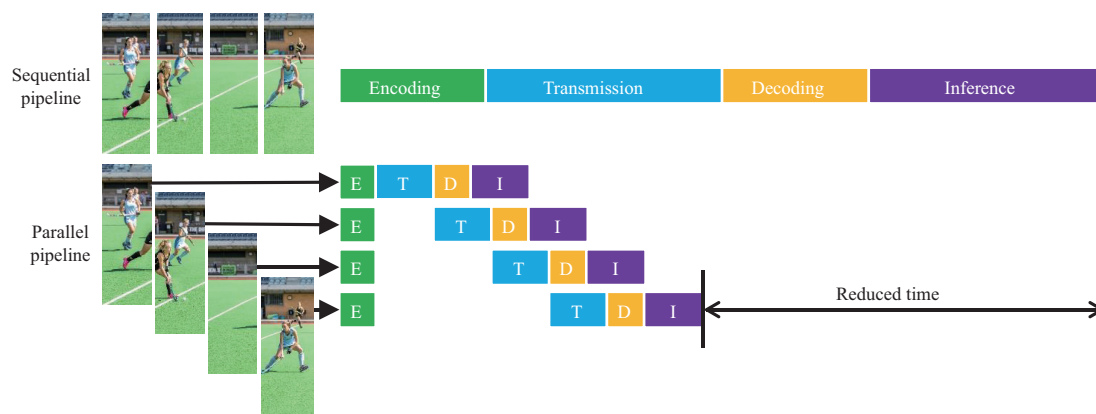 Sequential
pipeline
Encoding Transmission Decoding Inference
Parallel
pipeline
E T D I
E T D I
E T D I
E T D I
Reduced time